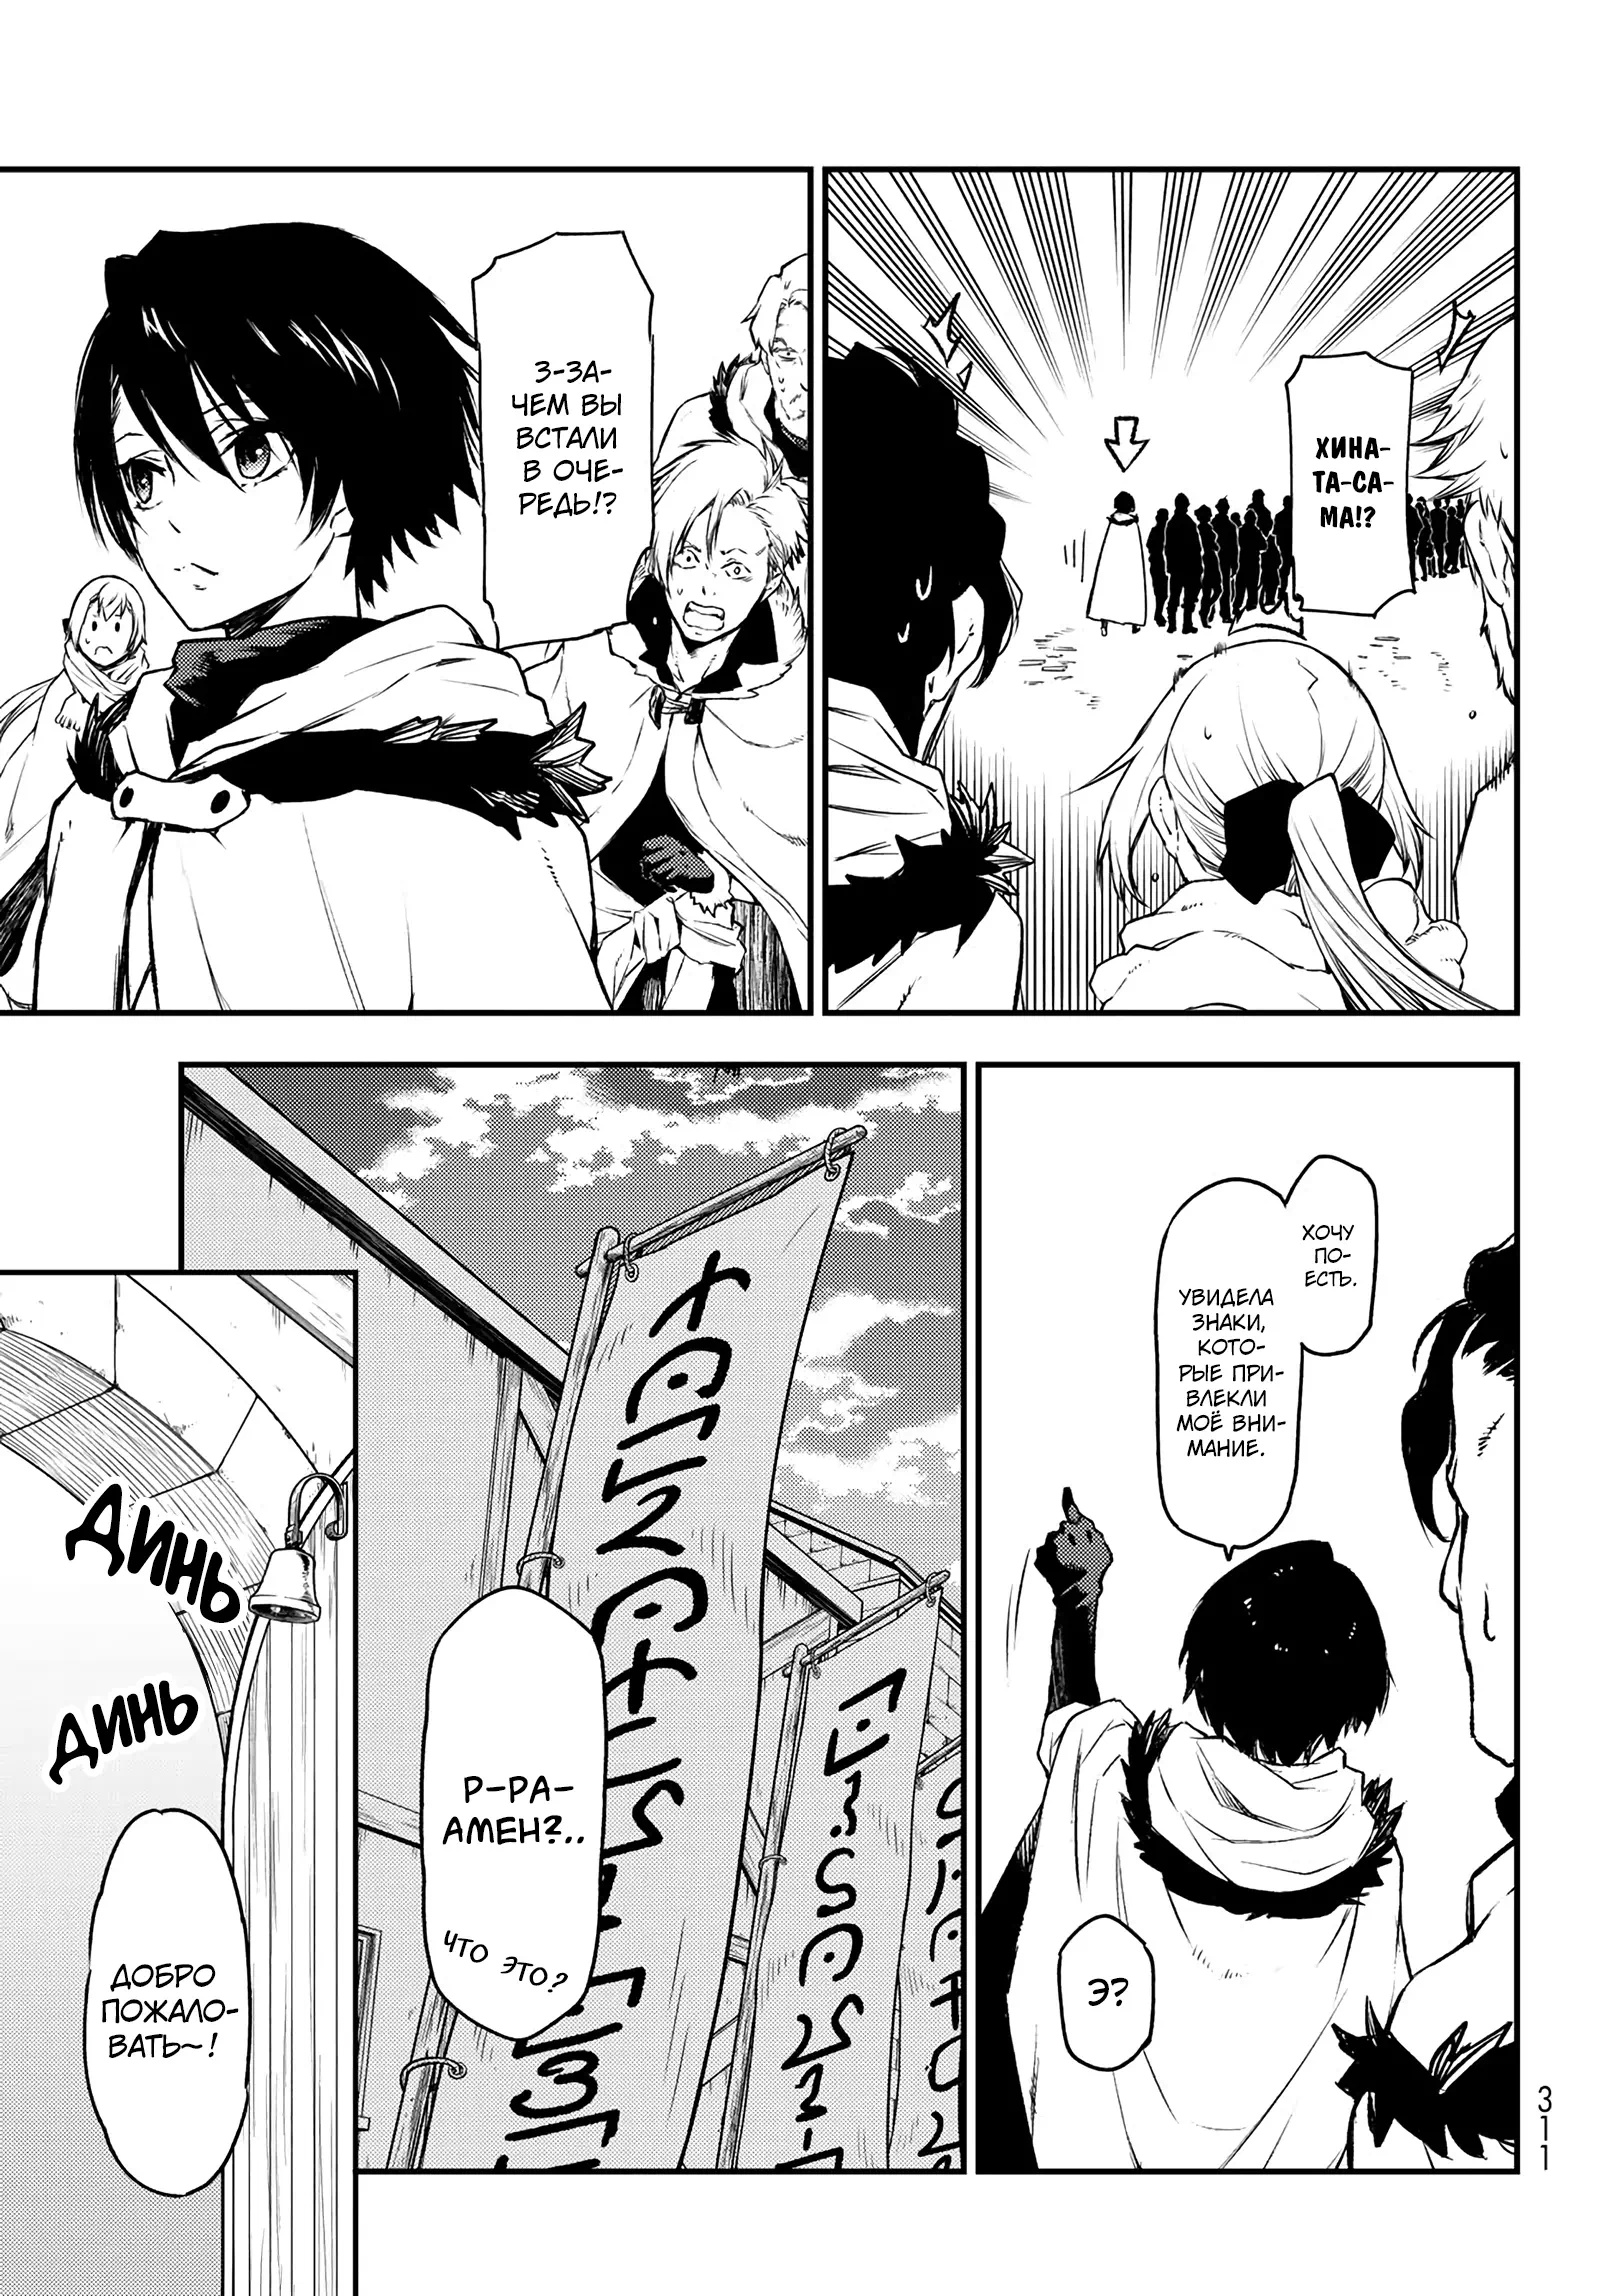 ХИНА-
ТА-СА-
МА!?
З-ЗА-
ЧЕМ ВЫ
ВСТАЛИ
В ОЧЕ-
РЕДЬ!?
ХОЧУ
ПО-
ЕСТЬ.
УВИДЕЛА
ЗНАКИ,
КОТО-
РЫЕ ПРИ-
ВЛЕКЛИ
МОЁ ВНИ-
МАНИЕ.
Э?
Р-РА-
АМЕН?..
ЧТО ЭТО?
ДИНЬ
ДИНЬ
ДОБРО
ПОЖАЛО-
ВАТЬ~!
311